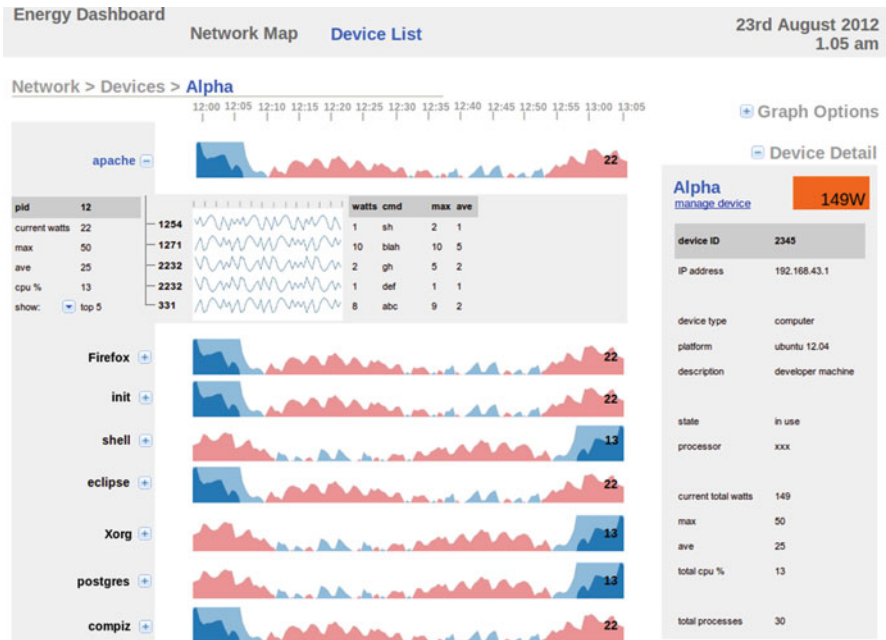 Energy Dashboard
Network Map Device List
23rd August 2012
1.05 am
Network > Devices > Alpha
12:00 12:05 12:10 12:15 12:20 12:25 12:30 12:35 12:40 12:45 12:50 12:55 13:00 13:05
Graph Options
apache 22
Device Detail
Alpha
manage device
149W
pid 12
current watts 22
max 50
ave 25
cpu % 13
show: top 5
watts cmd max ave
1254 1 sh 2 1
1271 10 blah 10 5
2232 2 gh 5 2
2232 1 def 1 1
331 8 abc 9 2
Firefox 22
init 22
shell 13
eclipse 22
Xorg 13
postgres 13
compiz 22
device ID 2345
IP address 192.168.43.1
device type computer
platform ubuntu 12.04
description developer machine
state in use
processor xxx
current total watts 149
max 50
ave 25
total cpu % 13
total processes 30